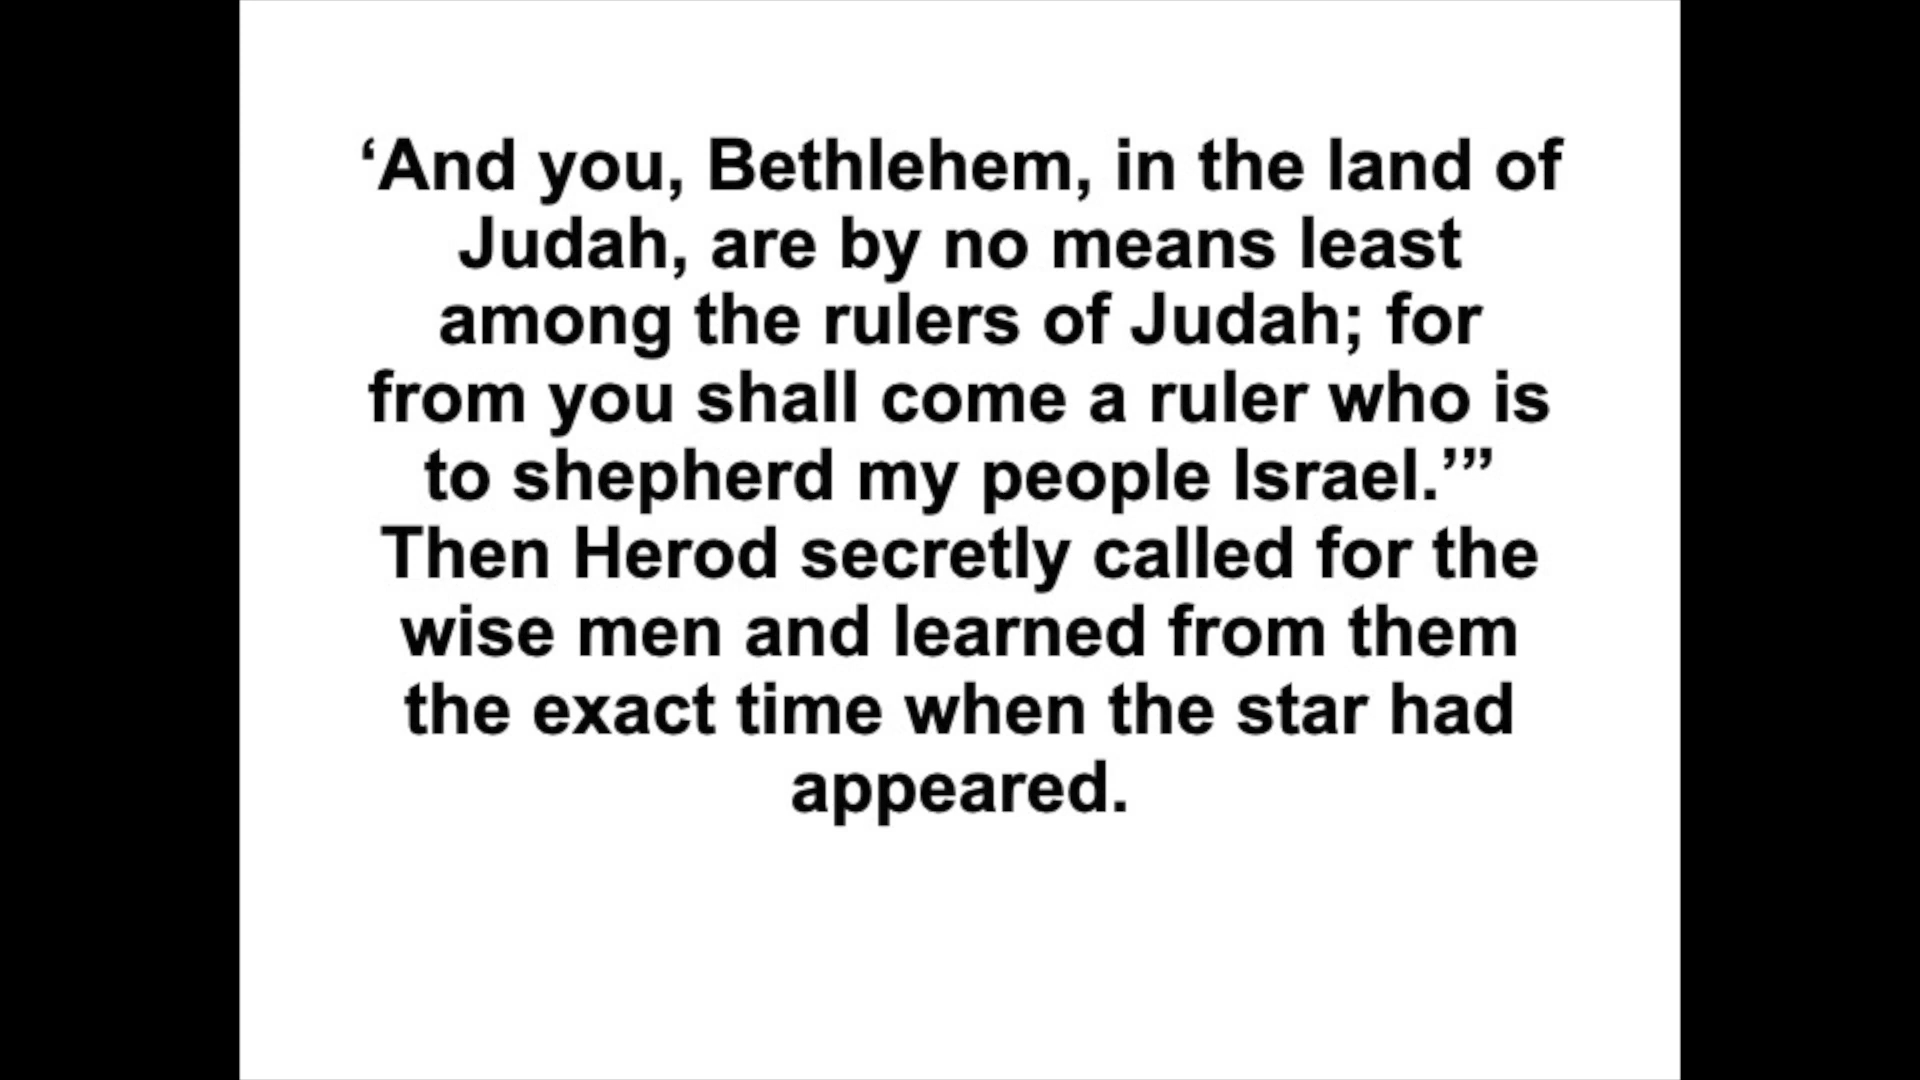 ‘And you, Bethlehem, in the land of
Judah, are by no means least
among the rulers of Judah; for
from you shall come a ruler who is
to shepherd my people Israel.’”
Then Herod secretly called for the
wise men and learned from them
the exact time when the star had
appeared.